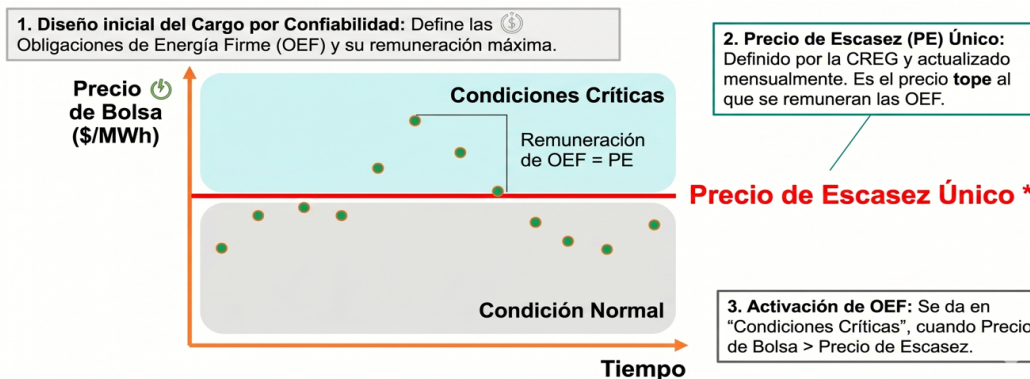 1. Diseño inicial del Cargo por Confiabilidad: Define las
Obligaciones de Energía Firme (OEF) y su remuneración máxima.
2. Precio de Escasez (PE) Único:
Definido por la CREG y actualizado
mensualmente. Es el precio tope al
que se remuneran las OEF.
Precio
de Bolsa
($/MWh)
Condiciones Críticas
Remuneración
de OEF = PE
Precio de Escasez Único *
Condición Normal
3. Activación de OEF: Se da en
"Condiciones Críticas", cuando Precio
de Bolsa > Precio de Escasez.
Tiempo